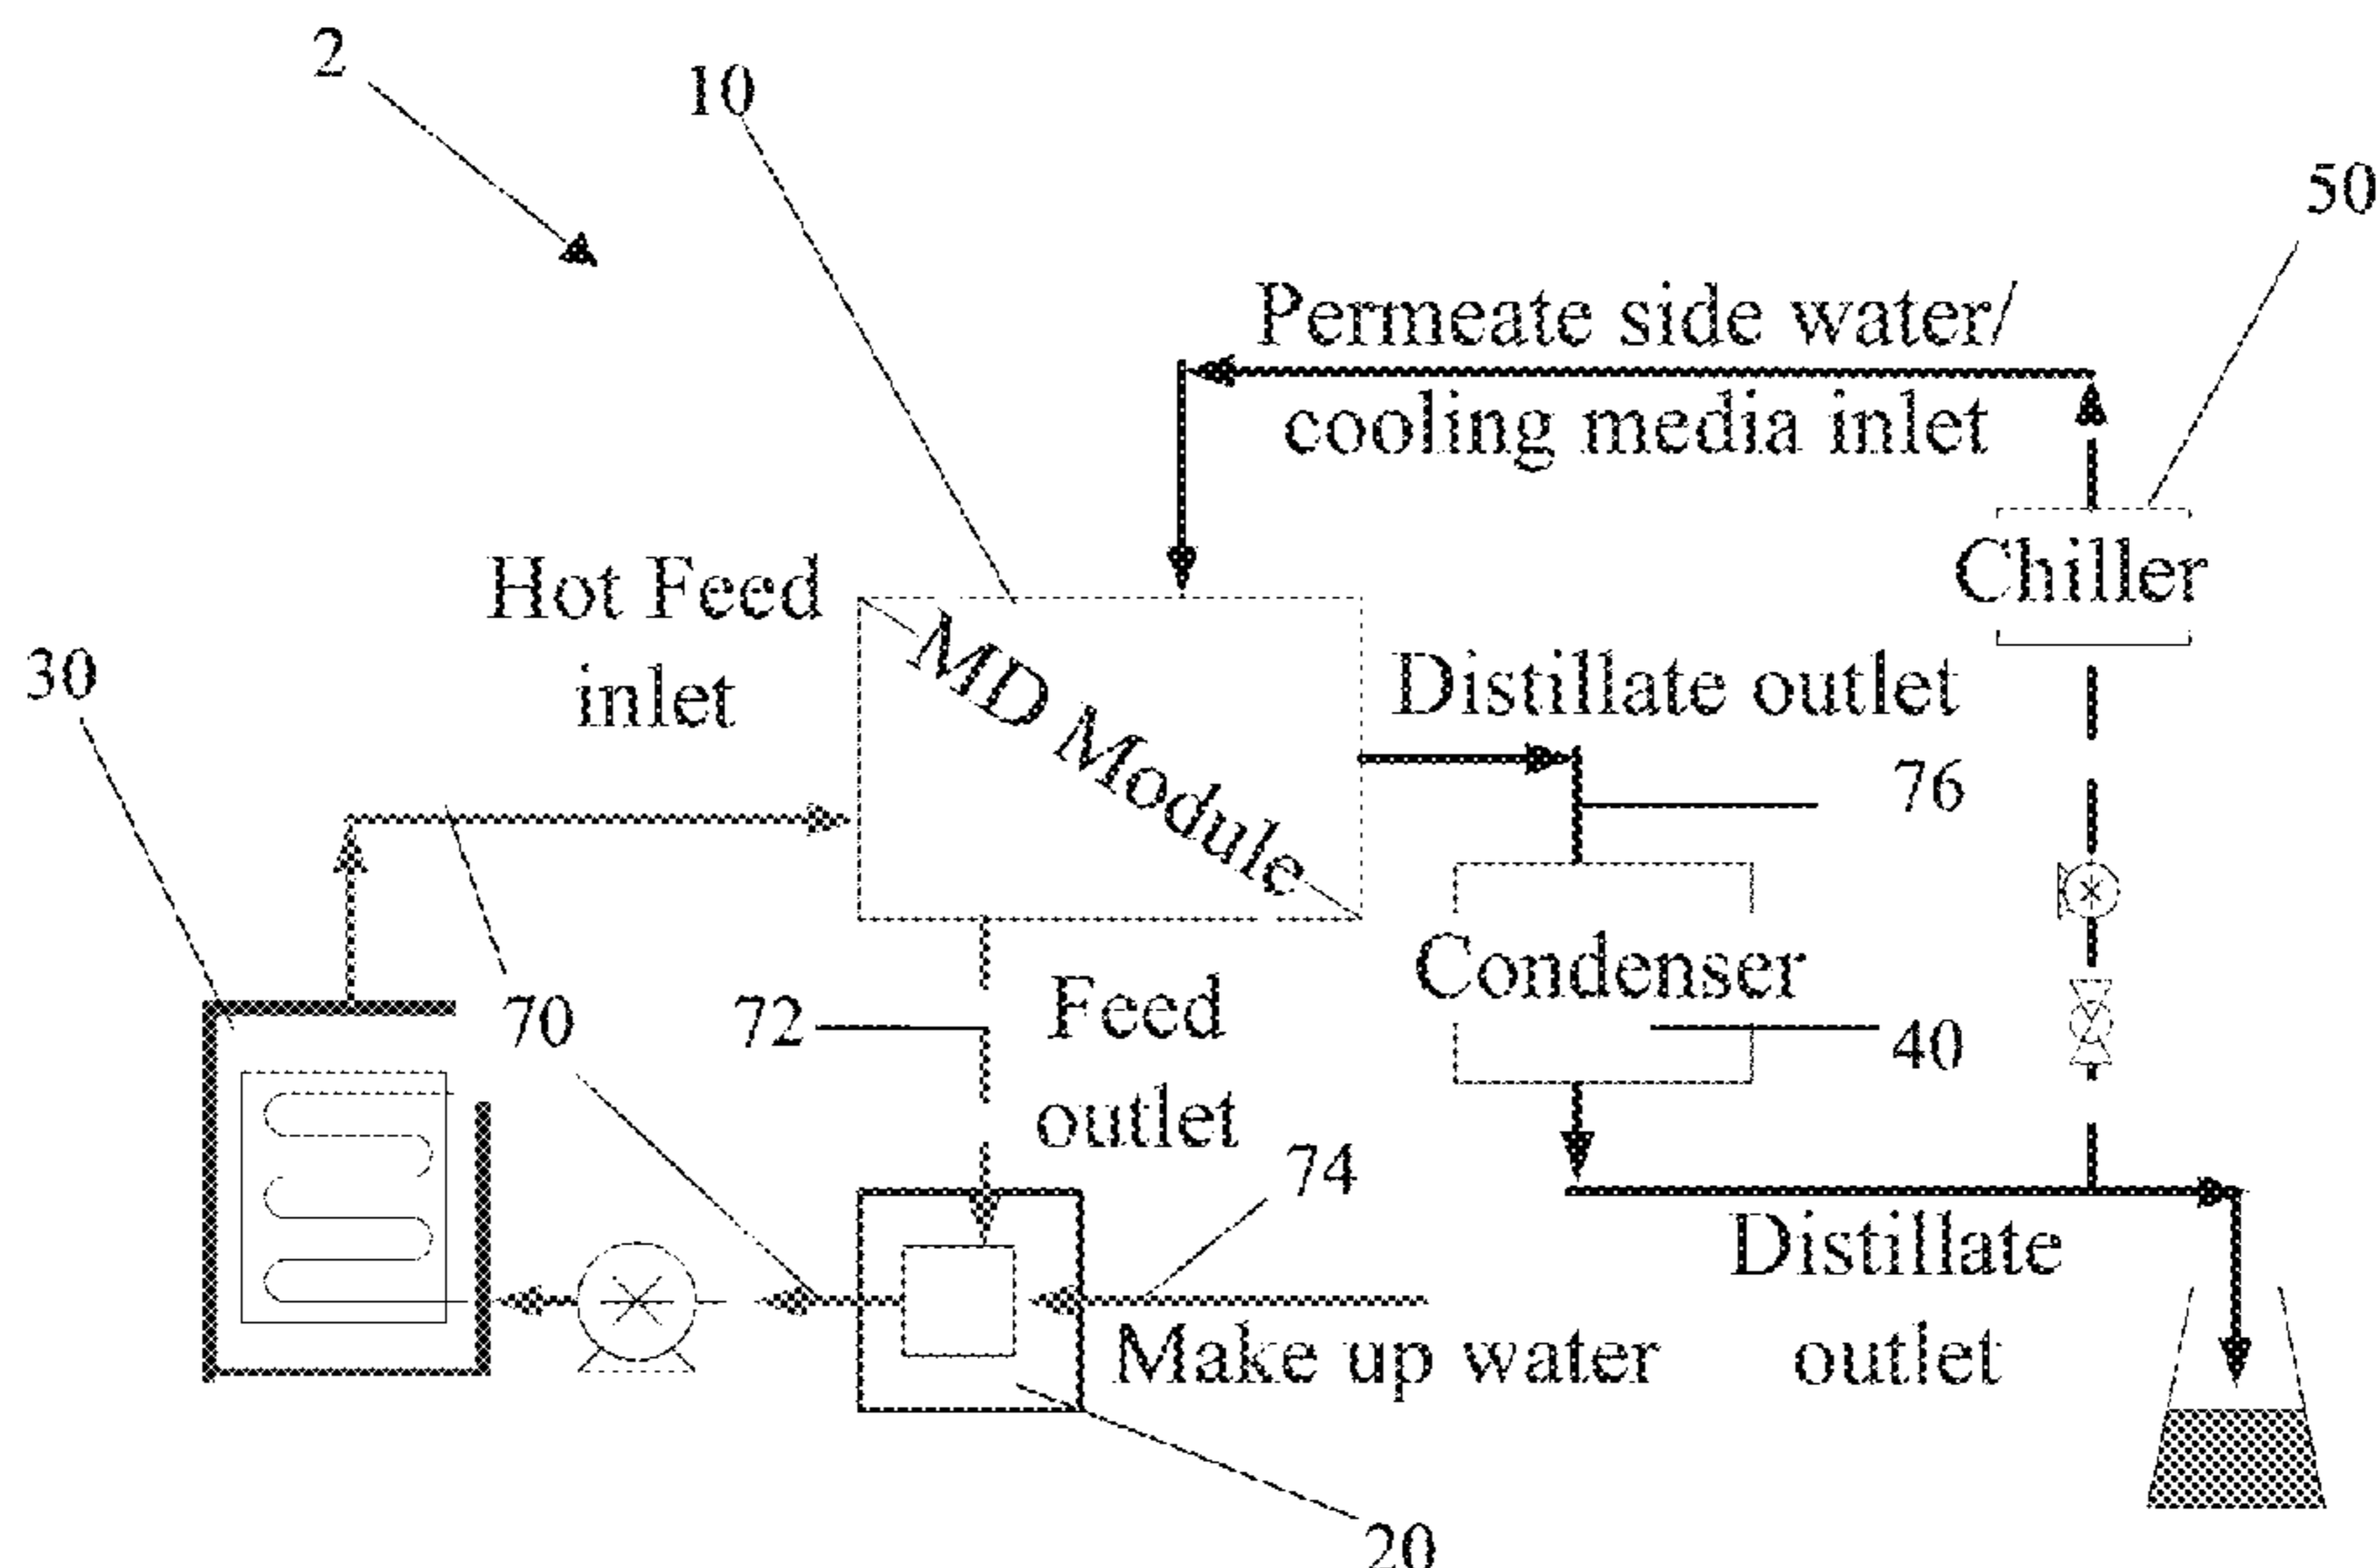 2
10
50
Permeate side water/
cooling media inlet
Chiller
Hot Feed
inlet
30
MD Module
Distillate outlet
76
Condenser
70
72
Feed
outlet
40
74
Distillate
outlet
Make up water
20